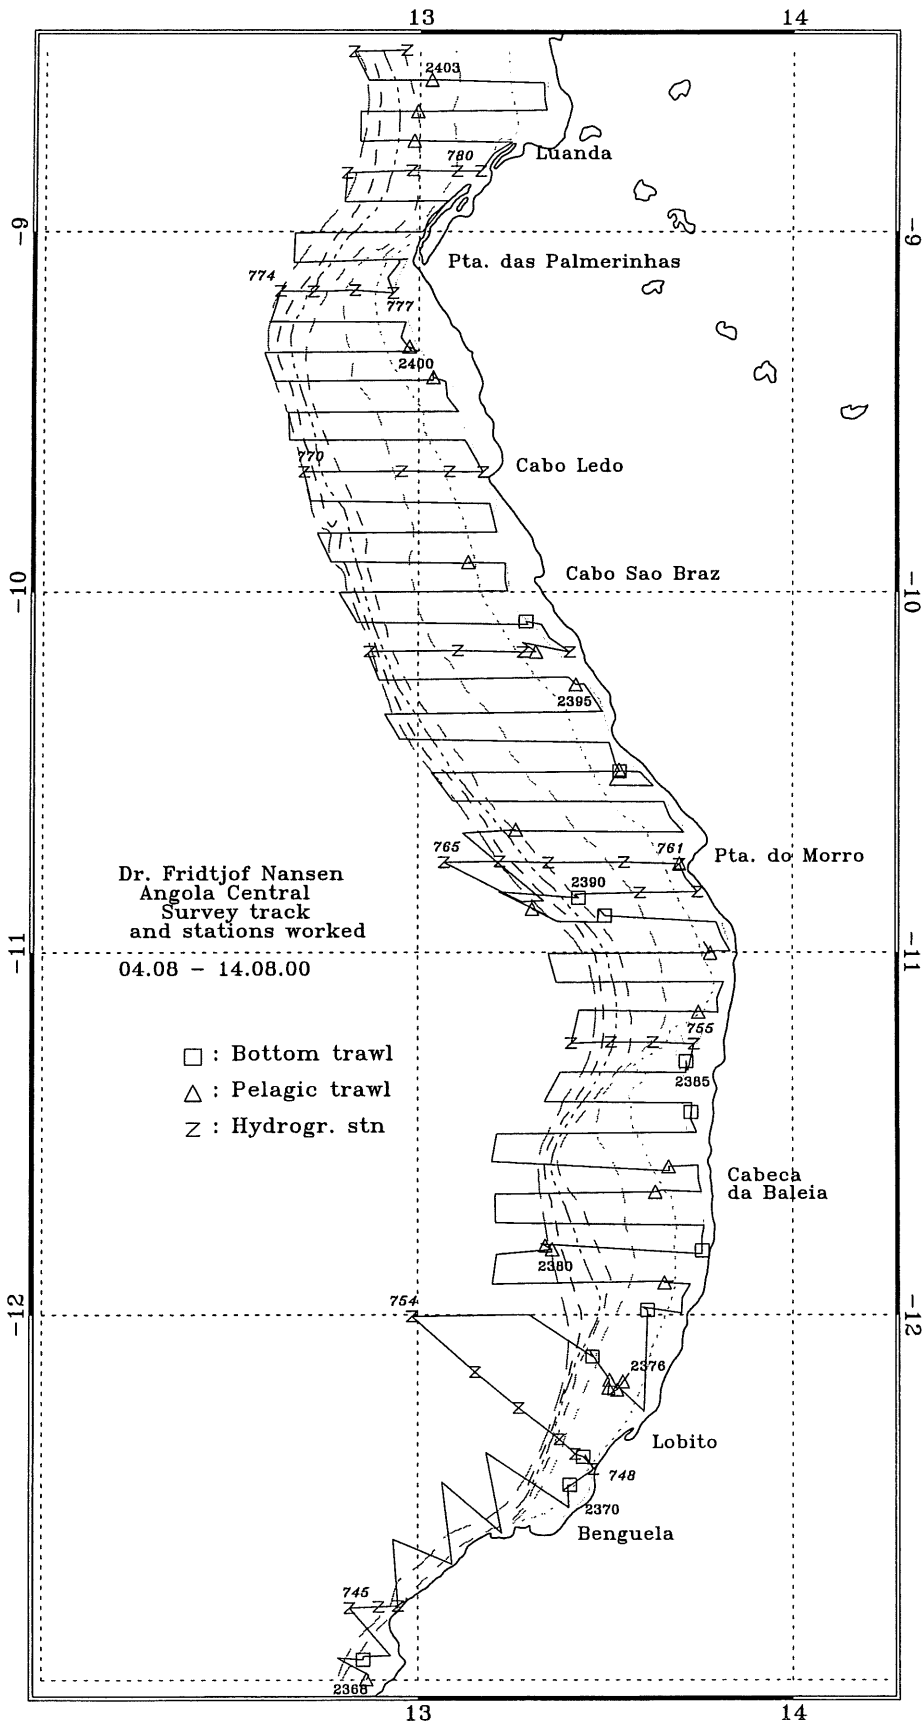 13 14
2403
780
Luanda
-9 -9
Pta. das Palmerinhas
774
777
2400
770
Cabo Ledo
Cabo Sao Braz
-10 -10
2395
765 761
Pta. do Morro
Dr. Fridtjof Nansen
Angola Central
Survey track
and stations worked
2390
-11 -11
04.08 – 14.08.00
755
: Bottom trawl
2385
: Pelagic trawl
: Hydrogr. stn
Cabeca
da Baleia
2380
754
-12 -12
2376
Lobito
748
2370
Benguela
745
2368
13 14